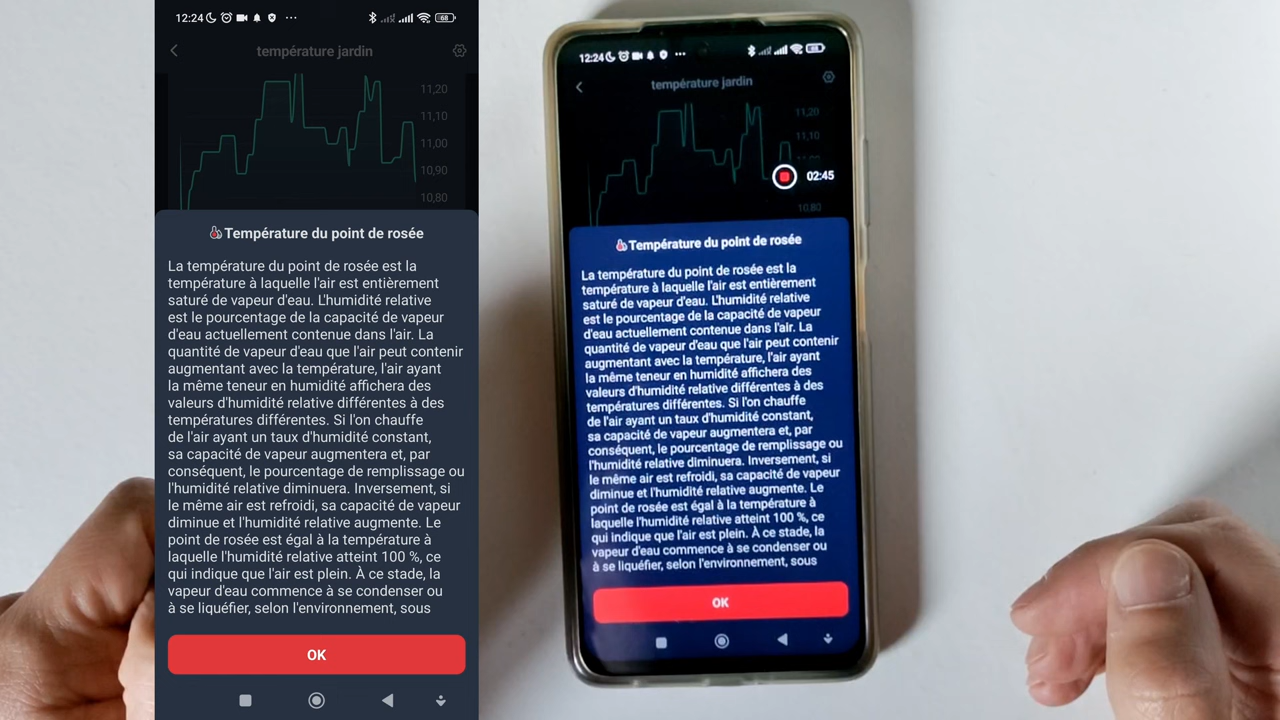 12:24
68
température jardin
11,20
11,10
11,00
10,90
10,80
Température du point de rosée
La température du point de rosée est la
température à laquelle l'air est entièrement
saturé de vapeur d'eau. L'humidité relative
est le pourcentage de la capacité de vapeur
d'eau actuellement contenue dans l'air. La
quantité de vapeur d'eau que l'air peut contenir
augmentant avec la température, l'air ayant
la même teneur en humidité affichera des
valeurs d'humidité relative différentes à des
températures différentes. Si l'on chauffe
de l'air ayant un taux d'humidité constant,
sa capacité de vapeur augmentera et, par
conséquent, le pourcentage de remplissage ou
l'humidité relative diminuera. Inversement, si
le même air est refroidi, sa capacité de vapeur
diminue et l'humidité relative augmente. Le
point de rosée est égal à la température à
laquelle l'humidité relative atteint 100 %, ce
qui indique que l'air est plein. À ce stade, la
vapeur d'eau commence à se condenser ou
à se liquéfier, selon l'environnement, sous
OK
12:24
température jardin
11,20
11,10
02:45
10,80
Température du point de rosée
La température du point de rosée est la
température à laquelle l'air est entièrement
saturé de vapeur d'eau. L'humidité relative
est le pourcentage de la capacité de vapeur
d'eau actuellement contenue dans l'air. La
quantité de vapeur d'eau que l'air peut contenir
augmentant avec la température, l'air ayant
la même teneur en humidité affichera des
valeurs d'humidité relative différentes à des
températures différentes. Si l'on chauffe
de l'air ayant un taux d'humidité constant,
sa capacité de vapeur augmentera et, par
conséquent, le pourcentage de remplissage ou
l'humidité relative diminuera. Inversement, si
le même air est refroidi, sa capacité de vapeur
diminue et l'humidité relative augmente. Le
point de rosée est égal à la température à
laquelle l'humidité relative atteint 100 %, ce
qui indique que l'air est plein. À ce stade, la
vapeur d'eau commence à se condenser ou
à se liquéfier, selon l'environnement, sous
OK